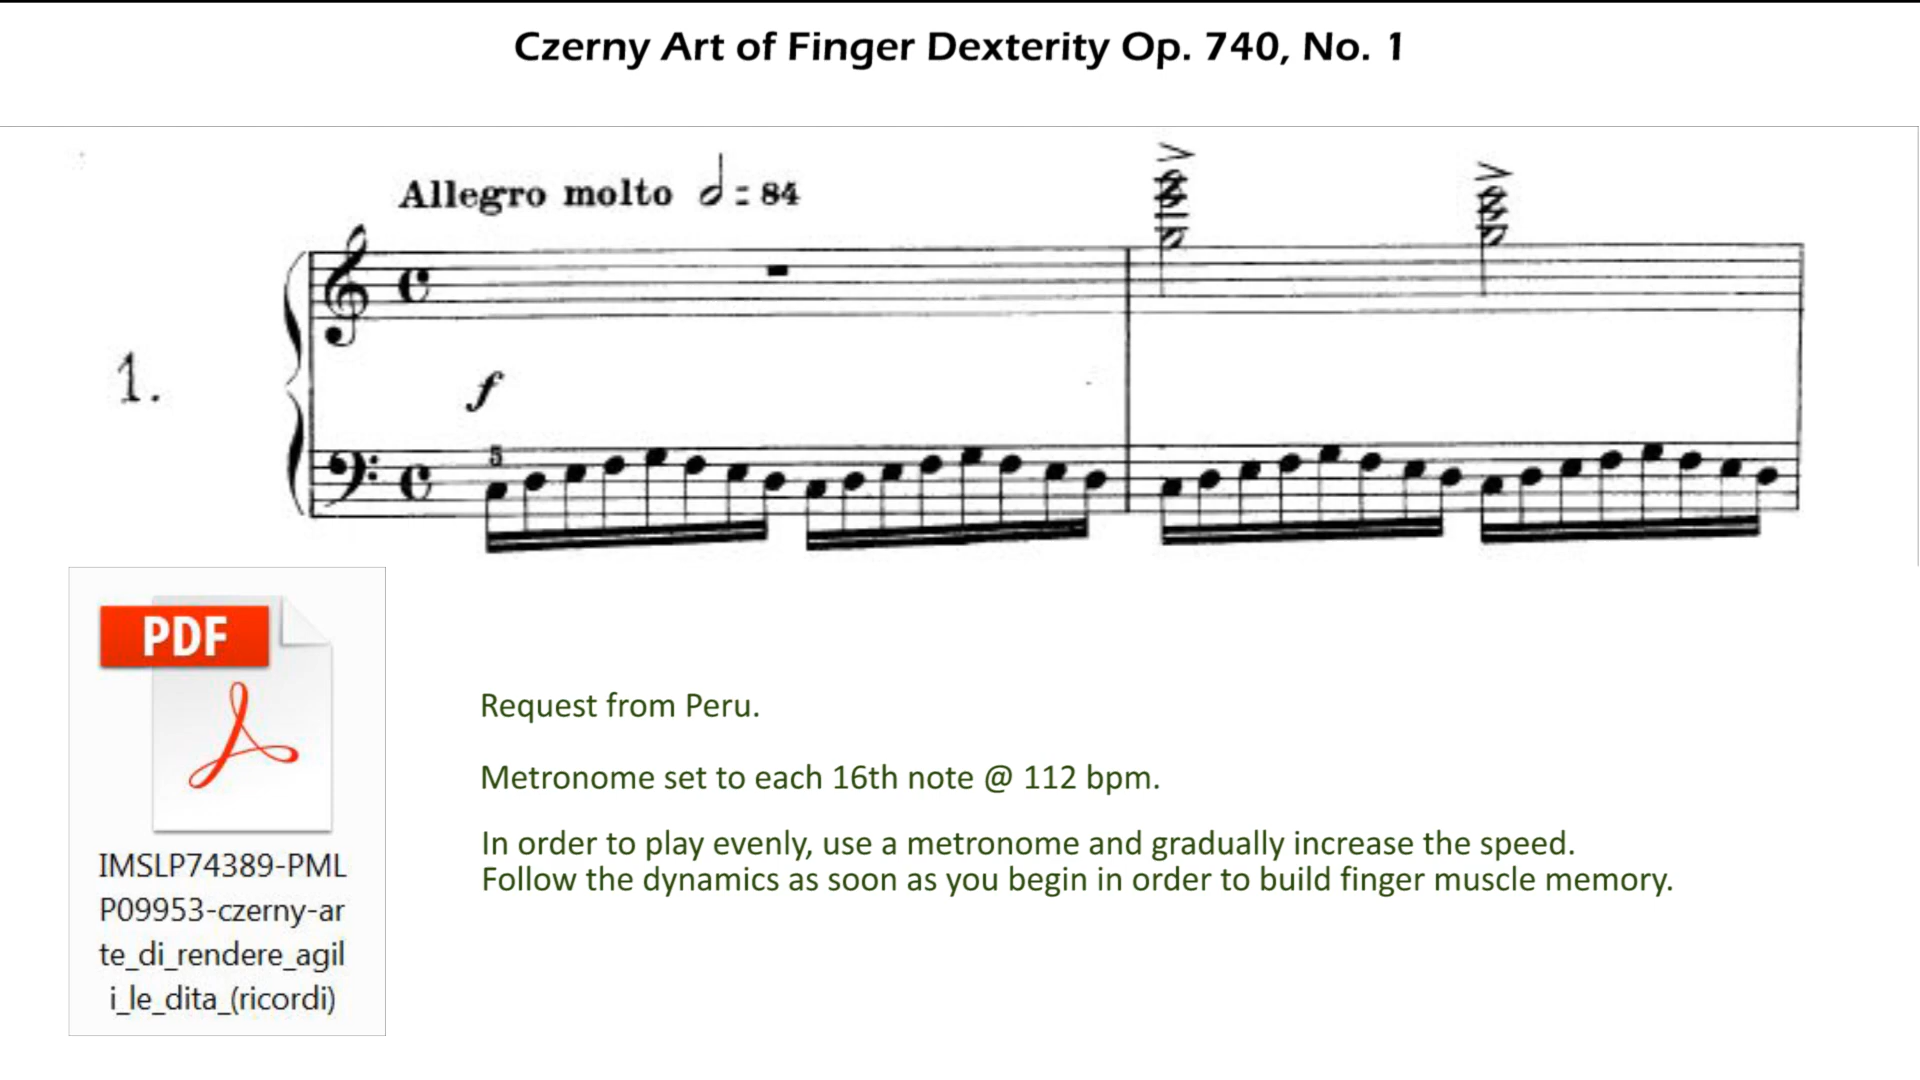 Czerny Art of Finger Dexterity Op. 740, No. 1
Allegro molto 𝅗𝅥 = 84
1.
f
5
PDF
IMSLP74389-PML
P09953-czerny-ar
te_di_rendere_agil
i_le_dita_(ricordi)
Request from Peru.
Metronome set to each 16th note @ 112 bpm.
In order to play evenly, use a metronome and gradually increase the speed.
Follow the dynamics as soon as you begin in order to build finger muscle memory.